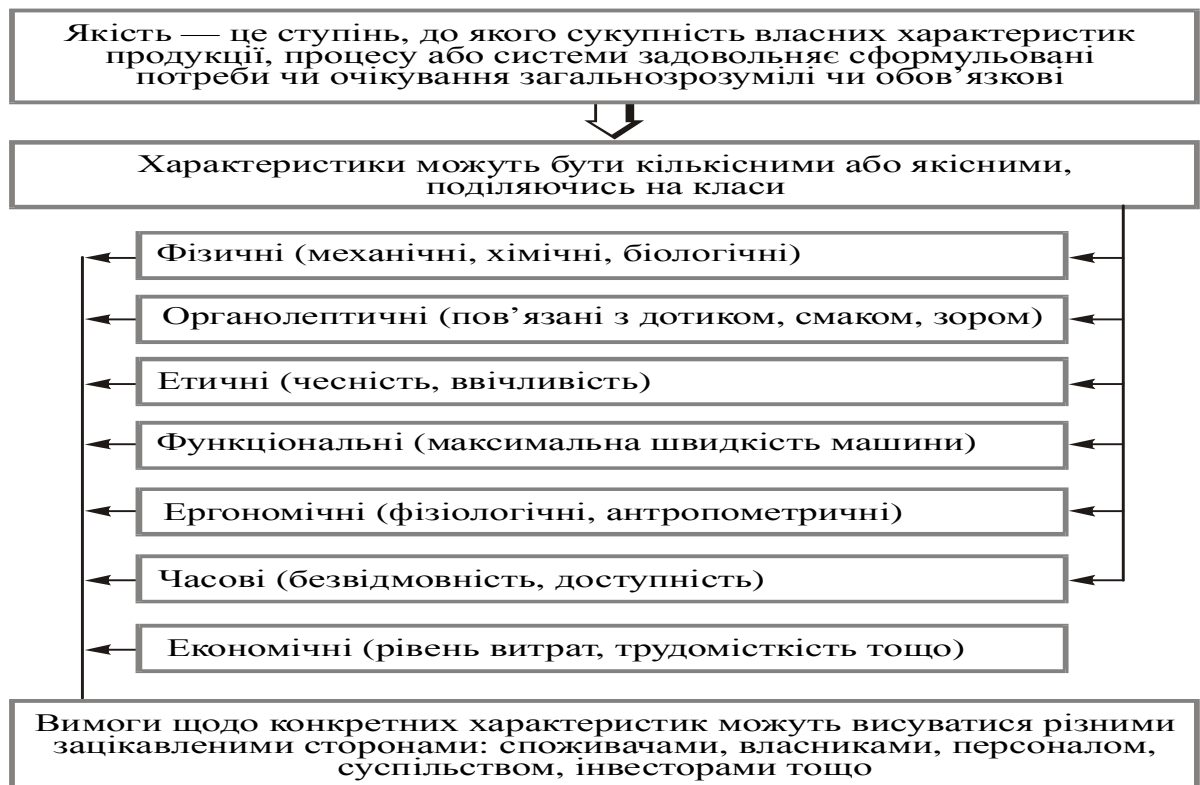 Якість — це ступінь, до якого сукупність власних характеристик
продукції, процесу або системи задовольняє сформульовані
потреби чи очікування загальнозрозумілі чи обов’язкові
Характеристики можуть бути кількісними або якісними,
поділяючись на класи
Фізичні (механічні, хімічні, біологічні)
Органолептичні (пов’язані з дотиком, смаком, зором)
Етичні (чесність, ввічливість)
Функціональні (максимальна швидкість машини)
Ергономічні (фізіологічні, антропометричні)
Часові (безвідмовність, доступність)
Економічні (рівень витрат, трудомісткість тощо)
Вимоги щодо конкретних характеристик можуть висуватися різними
зацікавленими сторонами: споживачами, власниками, персоналом,
суспільством, інвесторами тощо